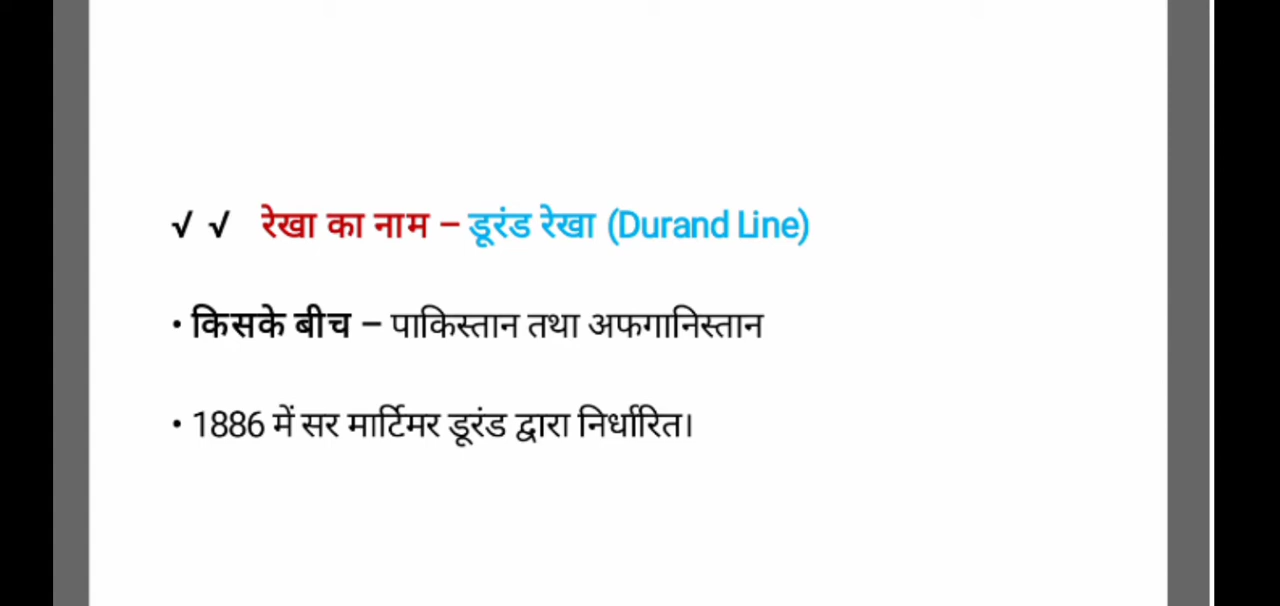 √ √ रेखा का नाम – डूरंड रेखा (Durand Line)
• किसके बीच – पाकिस्तान तथा अफगानिस्तान
• 1886 में सर मार्टिमर डूरंड द्वारा निर्धारित।